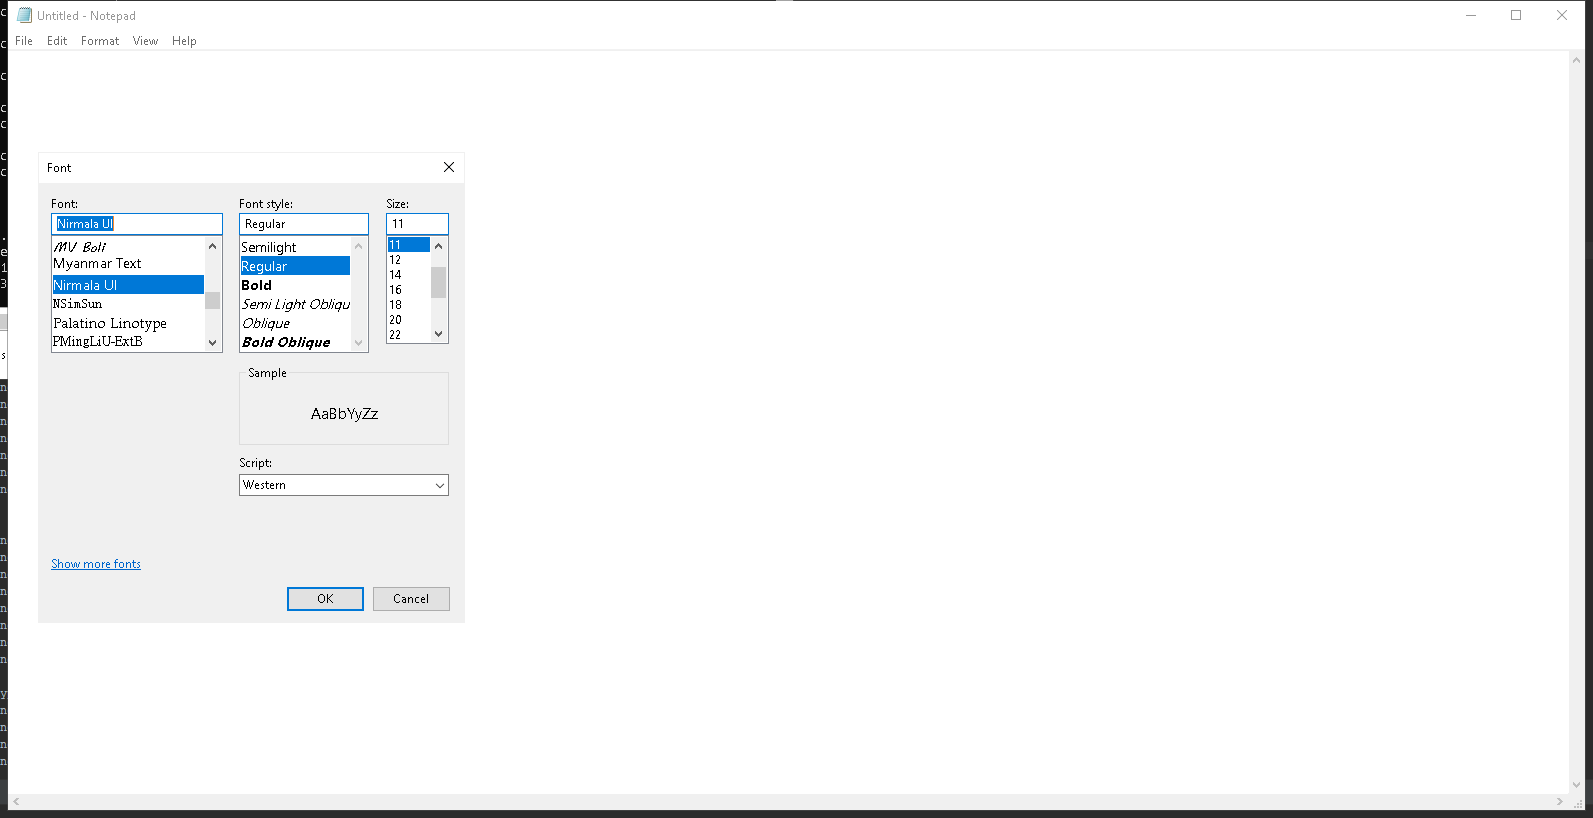 Untitled - Notepad
File Edit Format View Help
Font
Font: Font style: Size:
Nirmala UI Regular 11
MV Boli
Myanmar Text
Nirmala UI
NSimSun
Palatino Linotype
PMingLiU-ExtB
Semilight
Regular
Bold
Semi Light Obliqu
Oblique
Bold Oblique
11
12
14
16
18
20
22
Sample
AaBbYyZz
Script:
Western
Show more fonts
OK Cancel